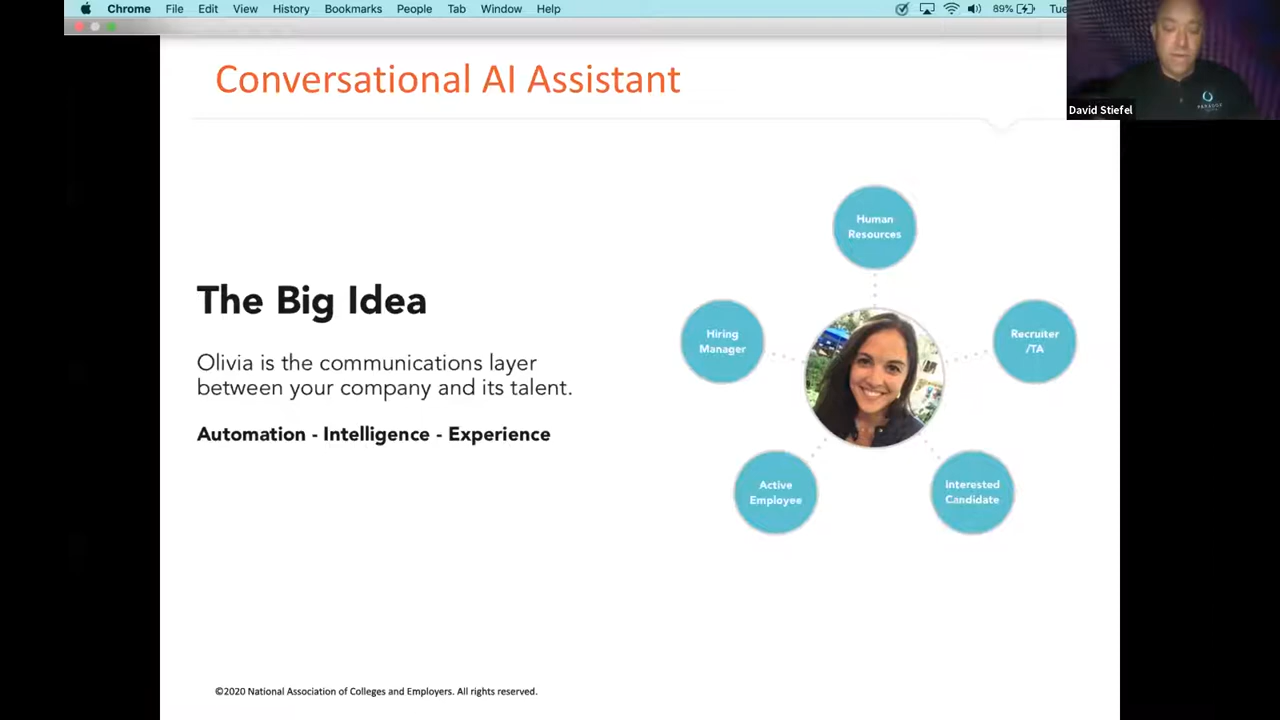 Chrome File Edit View History Bookmarks People Tab Window Help 89% Tue
Conversational AI Assistant
David Stiefel
Human
Resources
Hiring
Manager
Recruiter
/TA
The Big Idea
Olivia is the communications layer
between your company and its talent.
Automation - Intelligence - Experience
Active
Employee
Interested
Candidate
©2020 National Association of Colleges and Employers. All rights reserved.